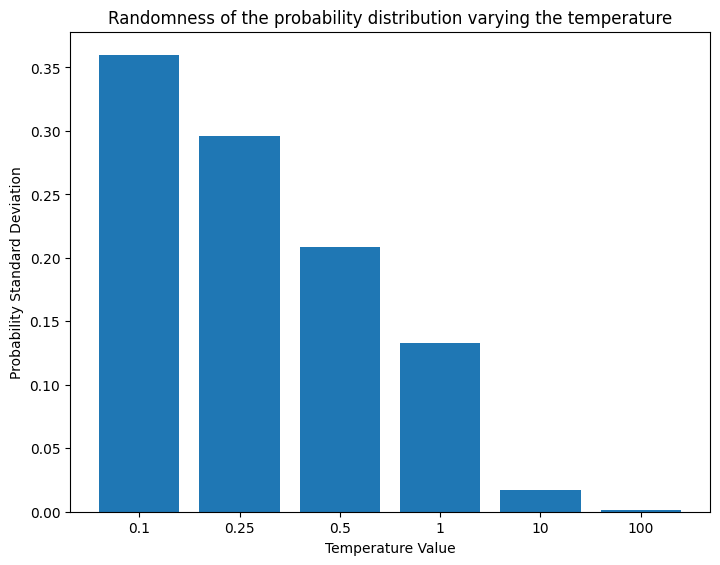 Randomness of the probability distribution varying the temperature
Probability Standard Deviation
0.35
0.30
0.25
0.20
0.15
0.10
0.05
0.00
0.1 0.25 0.5 1 10 100
Temperature Value